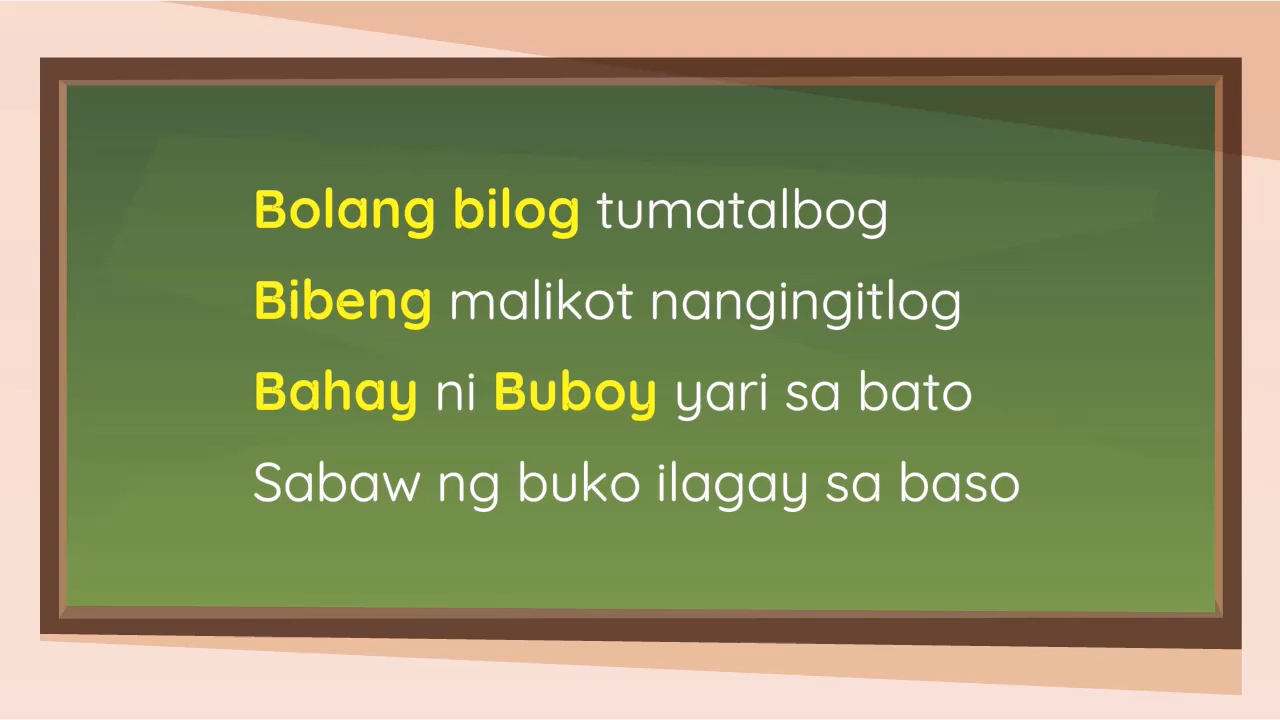 Bolang bilog tumatalbog
Bibeng malikot nangingitlog
Bahay ni Buboy yari sa bato
Sabaw ng buko ilagay sa baso